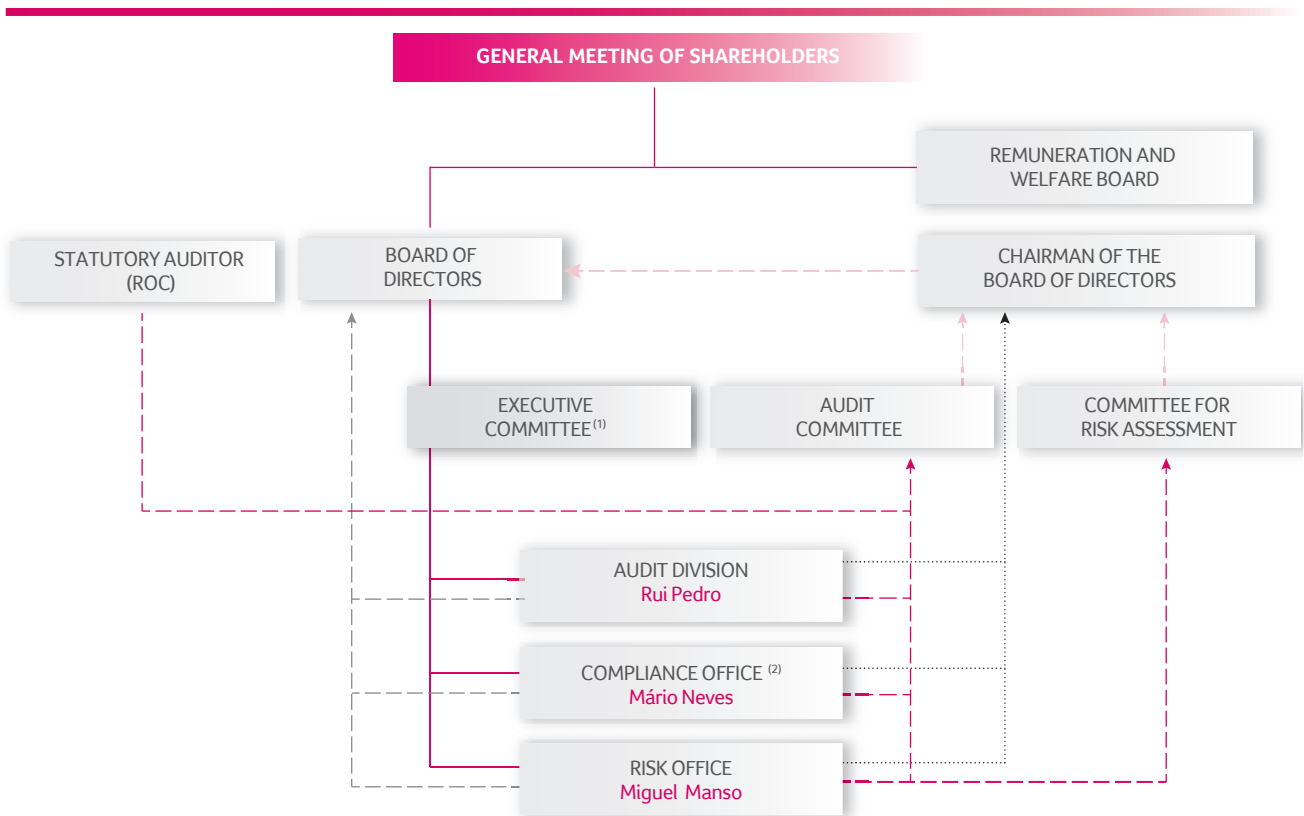 GENERAL MEETING OF SHAREHOLDERS
REMUNERATION AND
WELFARE BOARD
STATUTORY AUDITOR
(ROC)
BOARD OF
DIRECTORS
CHAIRMAN OF THE
BOARD OF DIRECTORS
EXECUTIVE
COMMITTEE (1)
AUDIT
COMMITTEE
COMMITTEE FOR
RISK ASSESSMENT
AUDIT DIVISION
Rui Pedro
COMPLIANCE OFFICE (2)
Mário Neves
RISK OFFICE
Miguel Manso